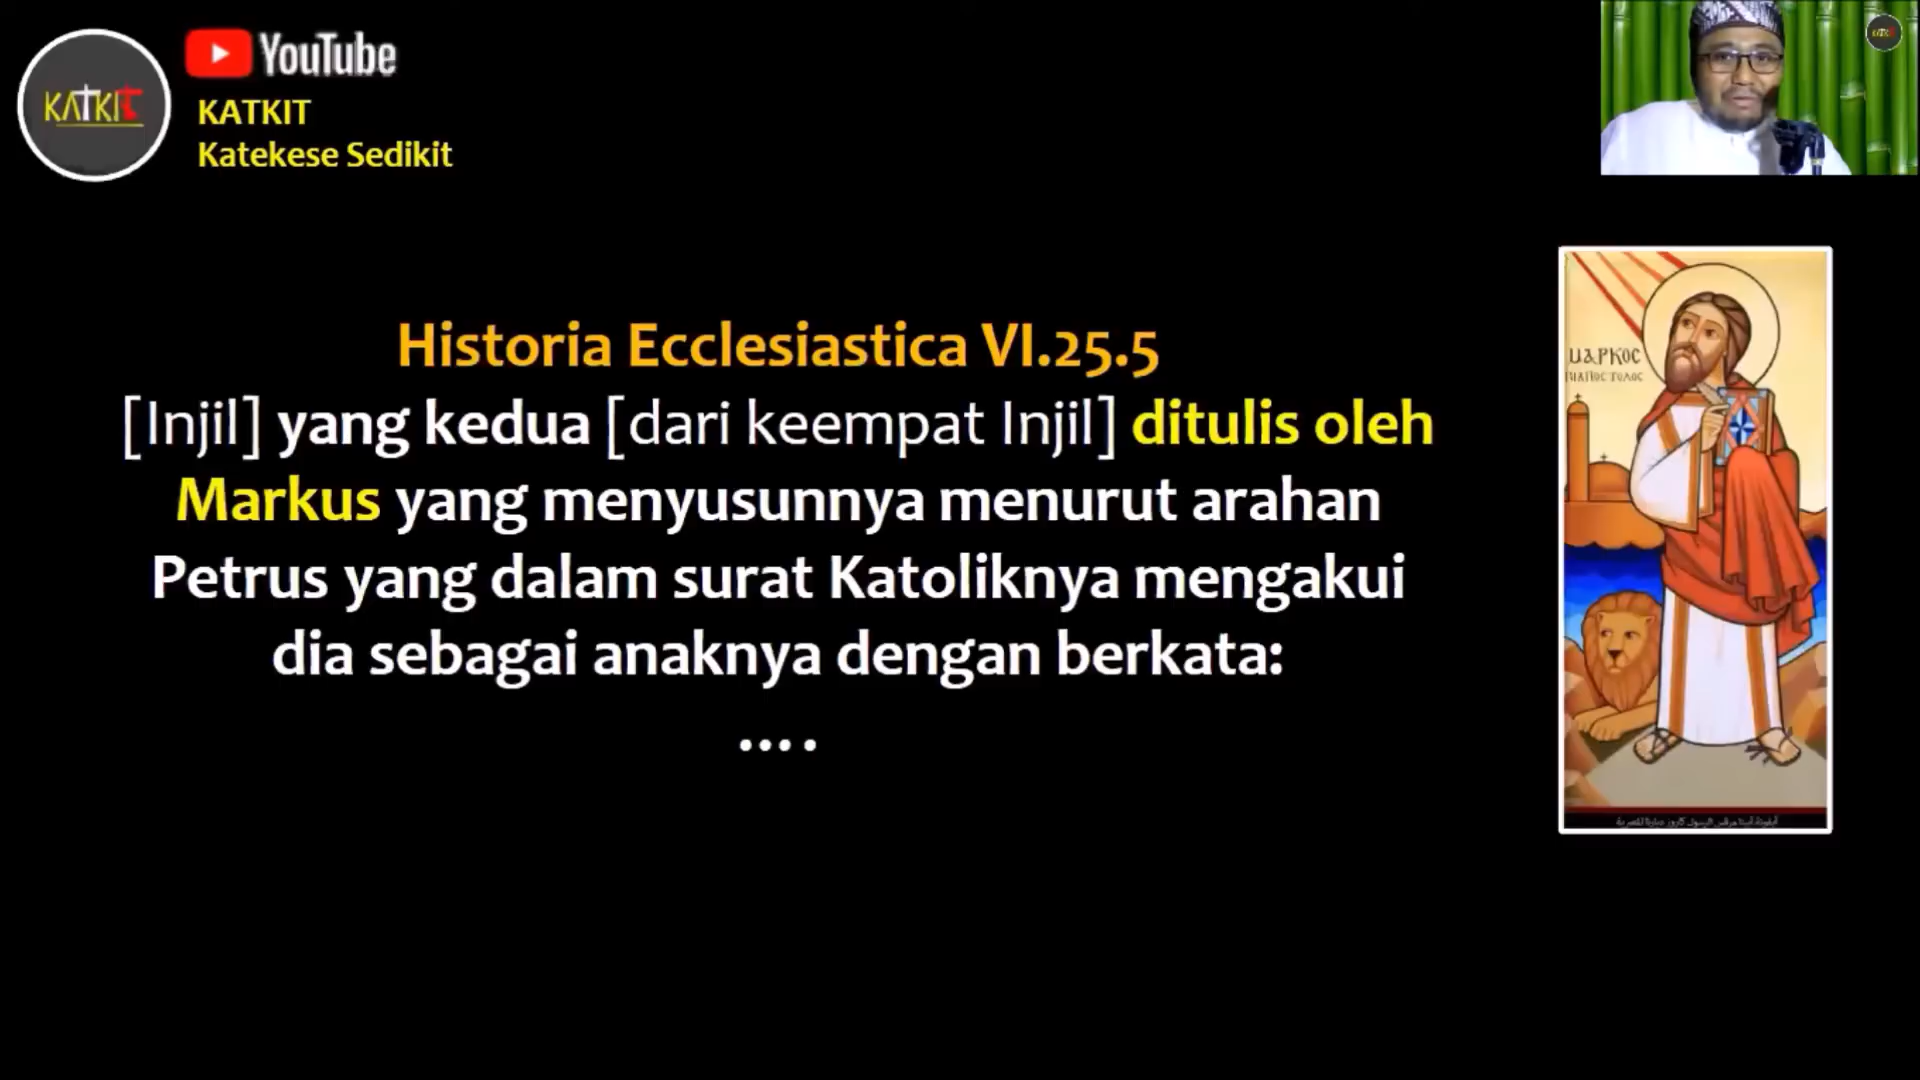 KATKIT
YouTube
KATKIT
Katekese Sedikit
Historia Ecclesiastica VI.25.5
[Injil] yang kedua [dari keempat Injil] ditulis oleh
Markus yang menyusunnya menurut arahan
Petrus yang dalam surat Katoliknya mengakui
dia sebagai anaknya dengan berkata:
....
ⲙⲁⲣⲕⲟⲥ